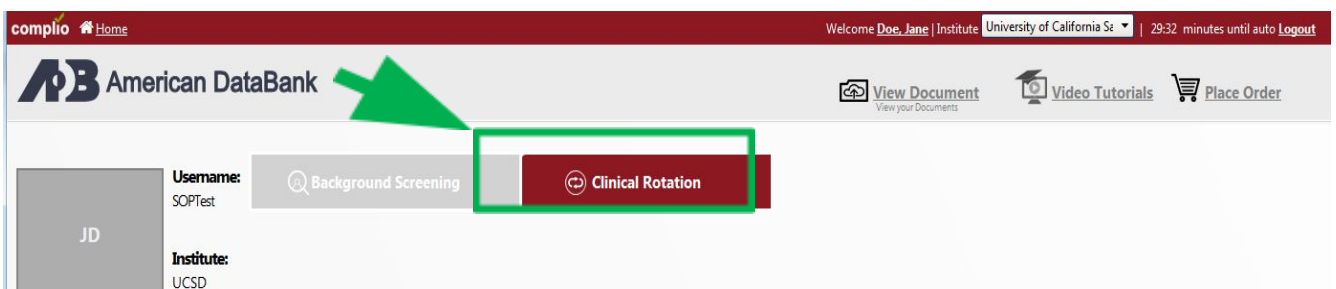 complio Home Welcome Doe, Jane | Institute University of California Sa | 29:32 minutes until auto Logout
ADB American DataBank
View Document Video Tutorials Place Order
View your Documents
Username: Background Screening Clinical Rotation
SOPTest
JD
Institute:
UCSD